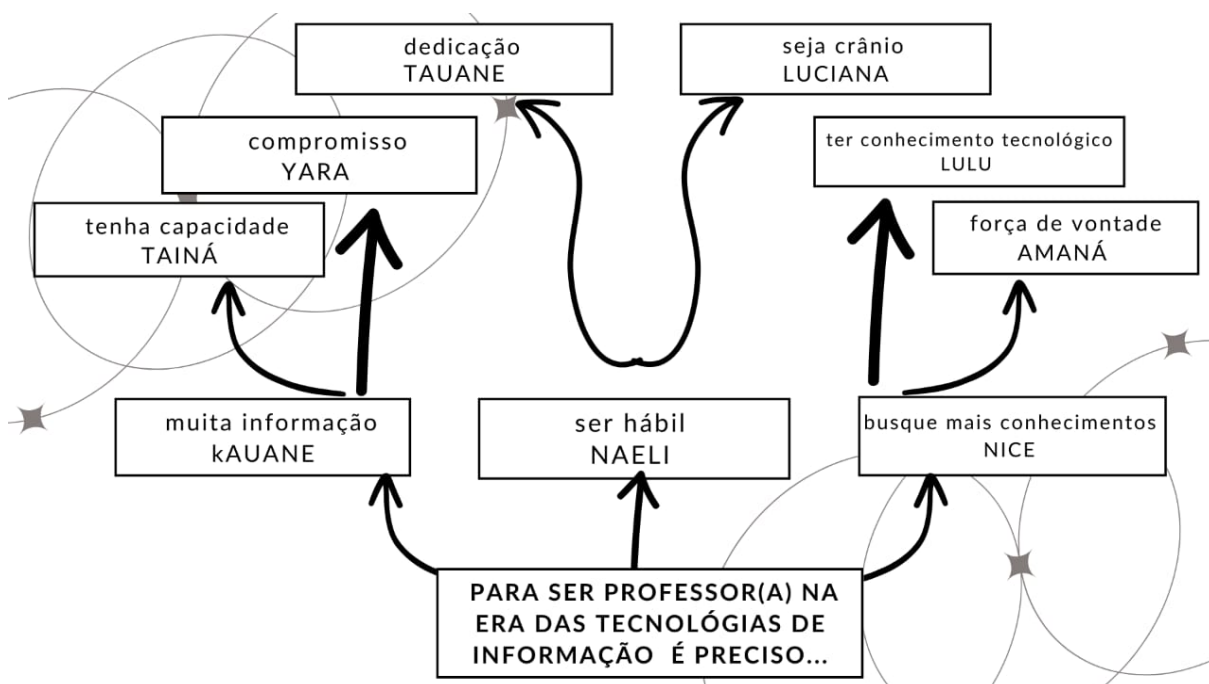 dedicação
TAUANE
seja crânio
LUCIANA
compromisso
YARA
ter conhecimento tecnológico
LULU
tenha capacidade
TAINÁ
força de vontade
AMANÁ
muita informação
kAUANE
ser hábil
NAELI
busque mais conhecimentos
NICE
PARA SER PROFESSOR(A) NA
ERA DAS TECNOLÓGIAS DE
INFORMAÇÃO É PRECISO...